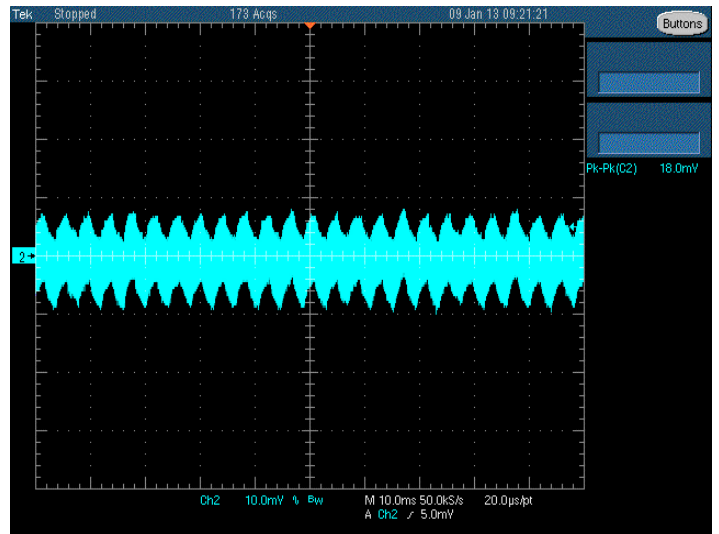 Tek Stopped 173 Acqs 09 Jan 13 09:21:21
Buttons
Pk-Pk(C2) 18.0mV
2
Ch2 10.0mV ∿ Bw M 10.0ms 50.0kS/s 20.0µs/pt
A Ch2 ⁄ 5.0mV